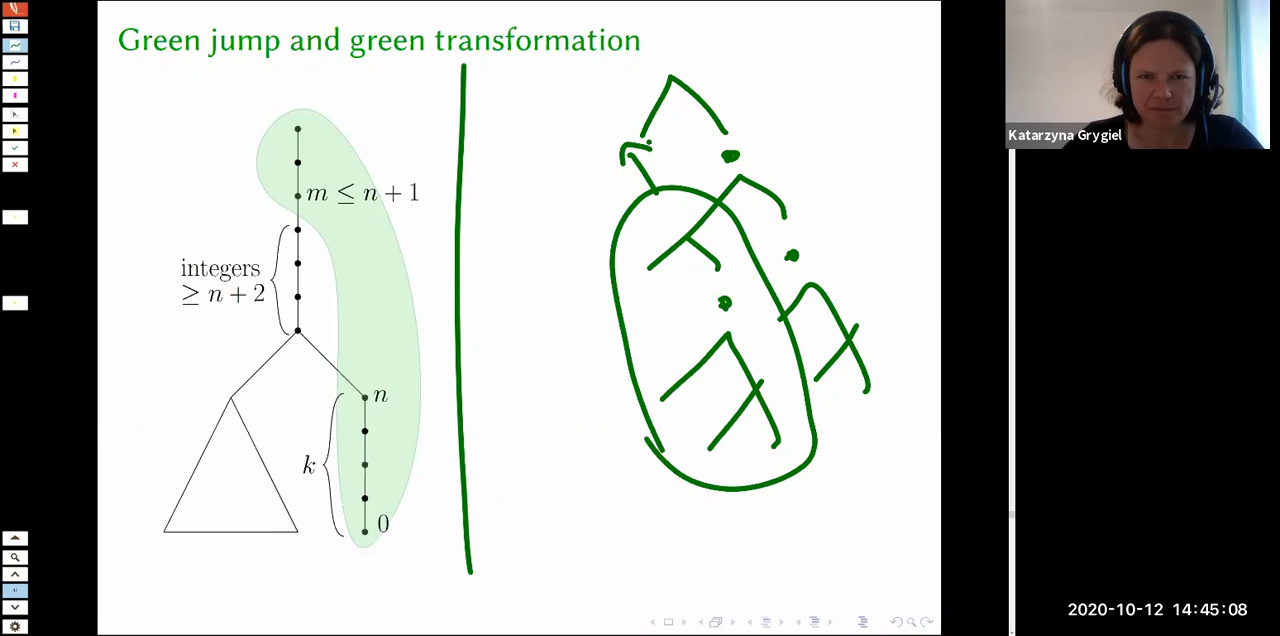 Green jump and green transformation
m ≤ n + 1
integers
≥ n + 2
n
k
0
Katarzyna Grygiel
2020-10-12 14:45:08